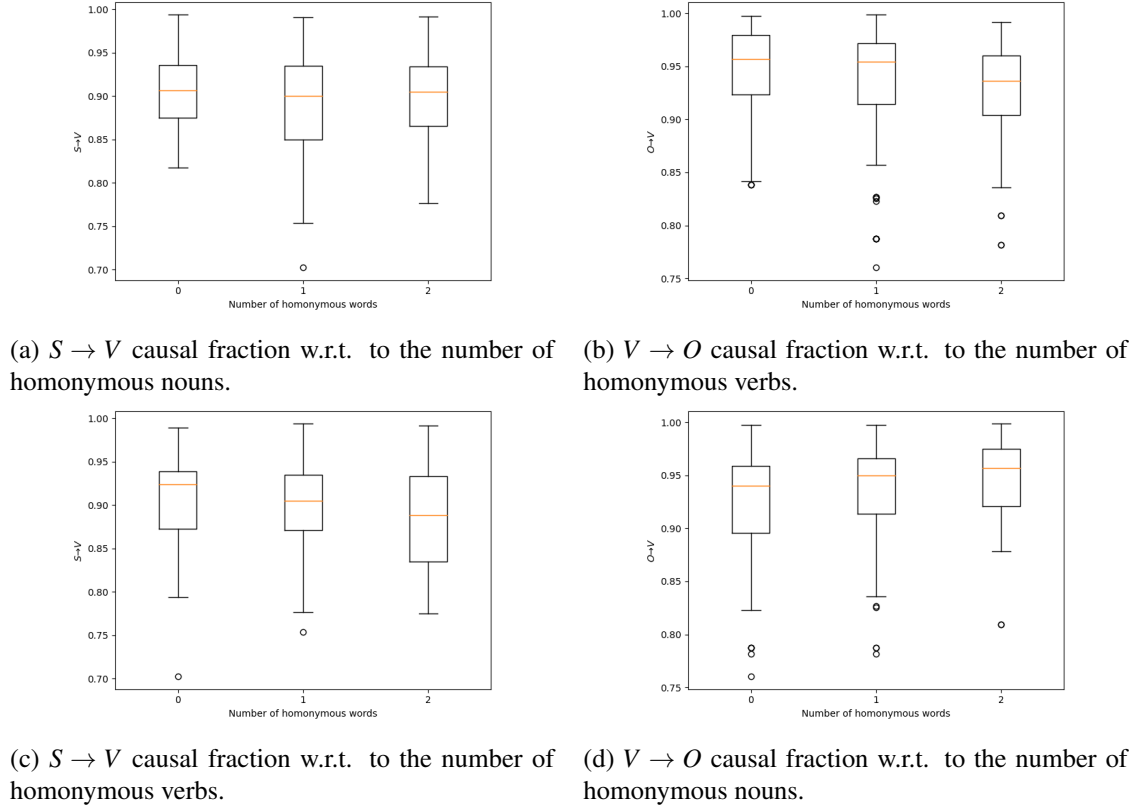 1.00
0.95
0.90
0.85
0.80
0.75
0.70
S→V
0 1 2
Number of homonymous words
1.00
0.95
0.90
0.85
0.80
0.75
O→V
0 1 2
Number of homonymous words
(a) S → V causal fraction w.r.t. to the number of
homonymous nouns.
(b) V → O causal fraction w.r.t. to the number of
homonymous verbs.
1.00
0.95
0.90
0.85
0.80
0.75
0.70
S→V
0 1 2
Number of homonymous words
1.00
0.95
0.90
0.85
0.80
0.75
O→V
0 1 2
Number of homonymous words
(c) S → V causal fraction w.r.t. to the number of
homonymous verbs.
(d) V → O causal fraction w.r.t. to the number of
homonymous nouns.